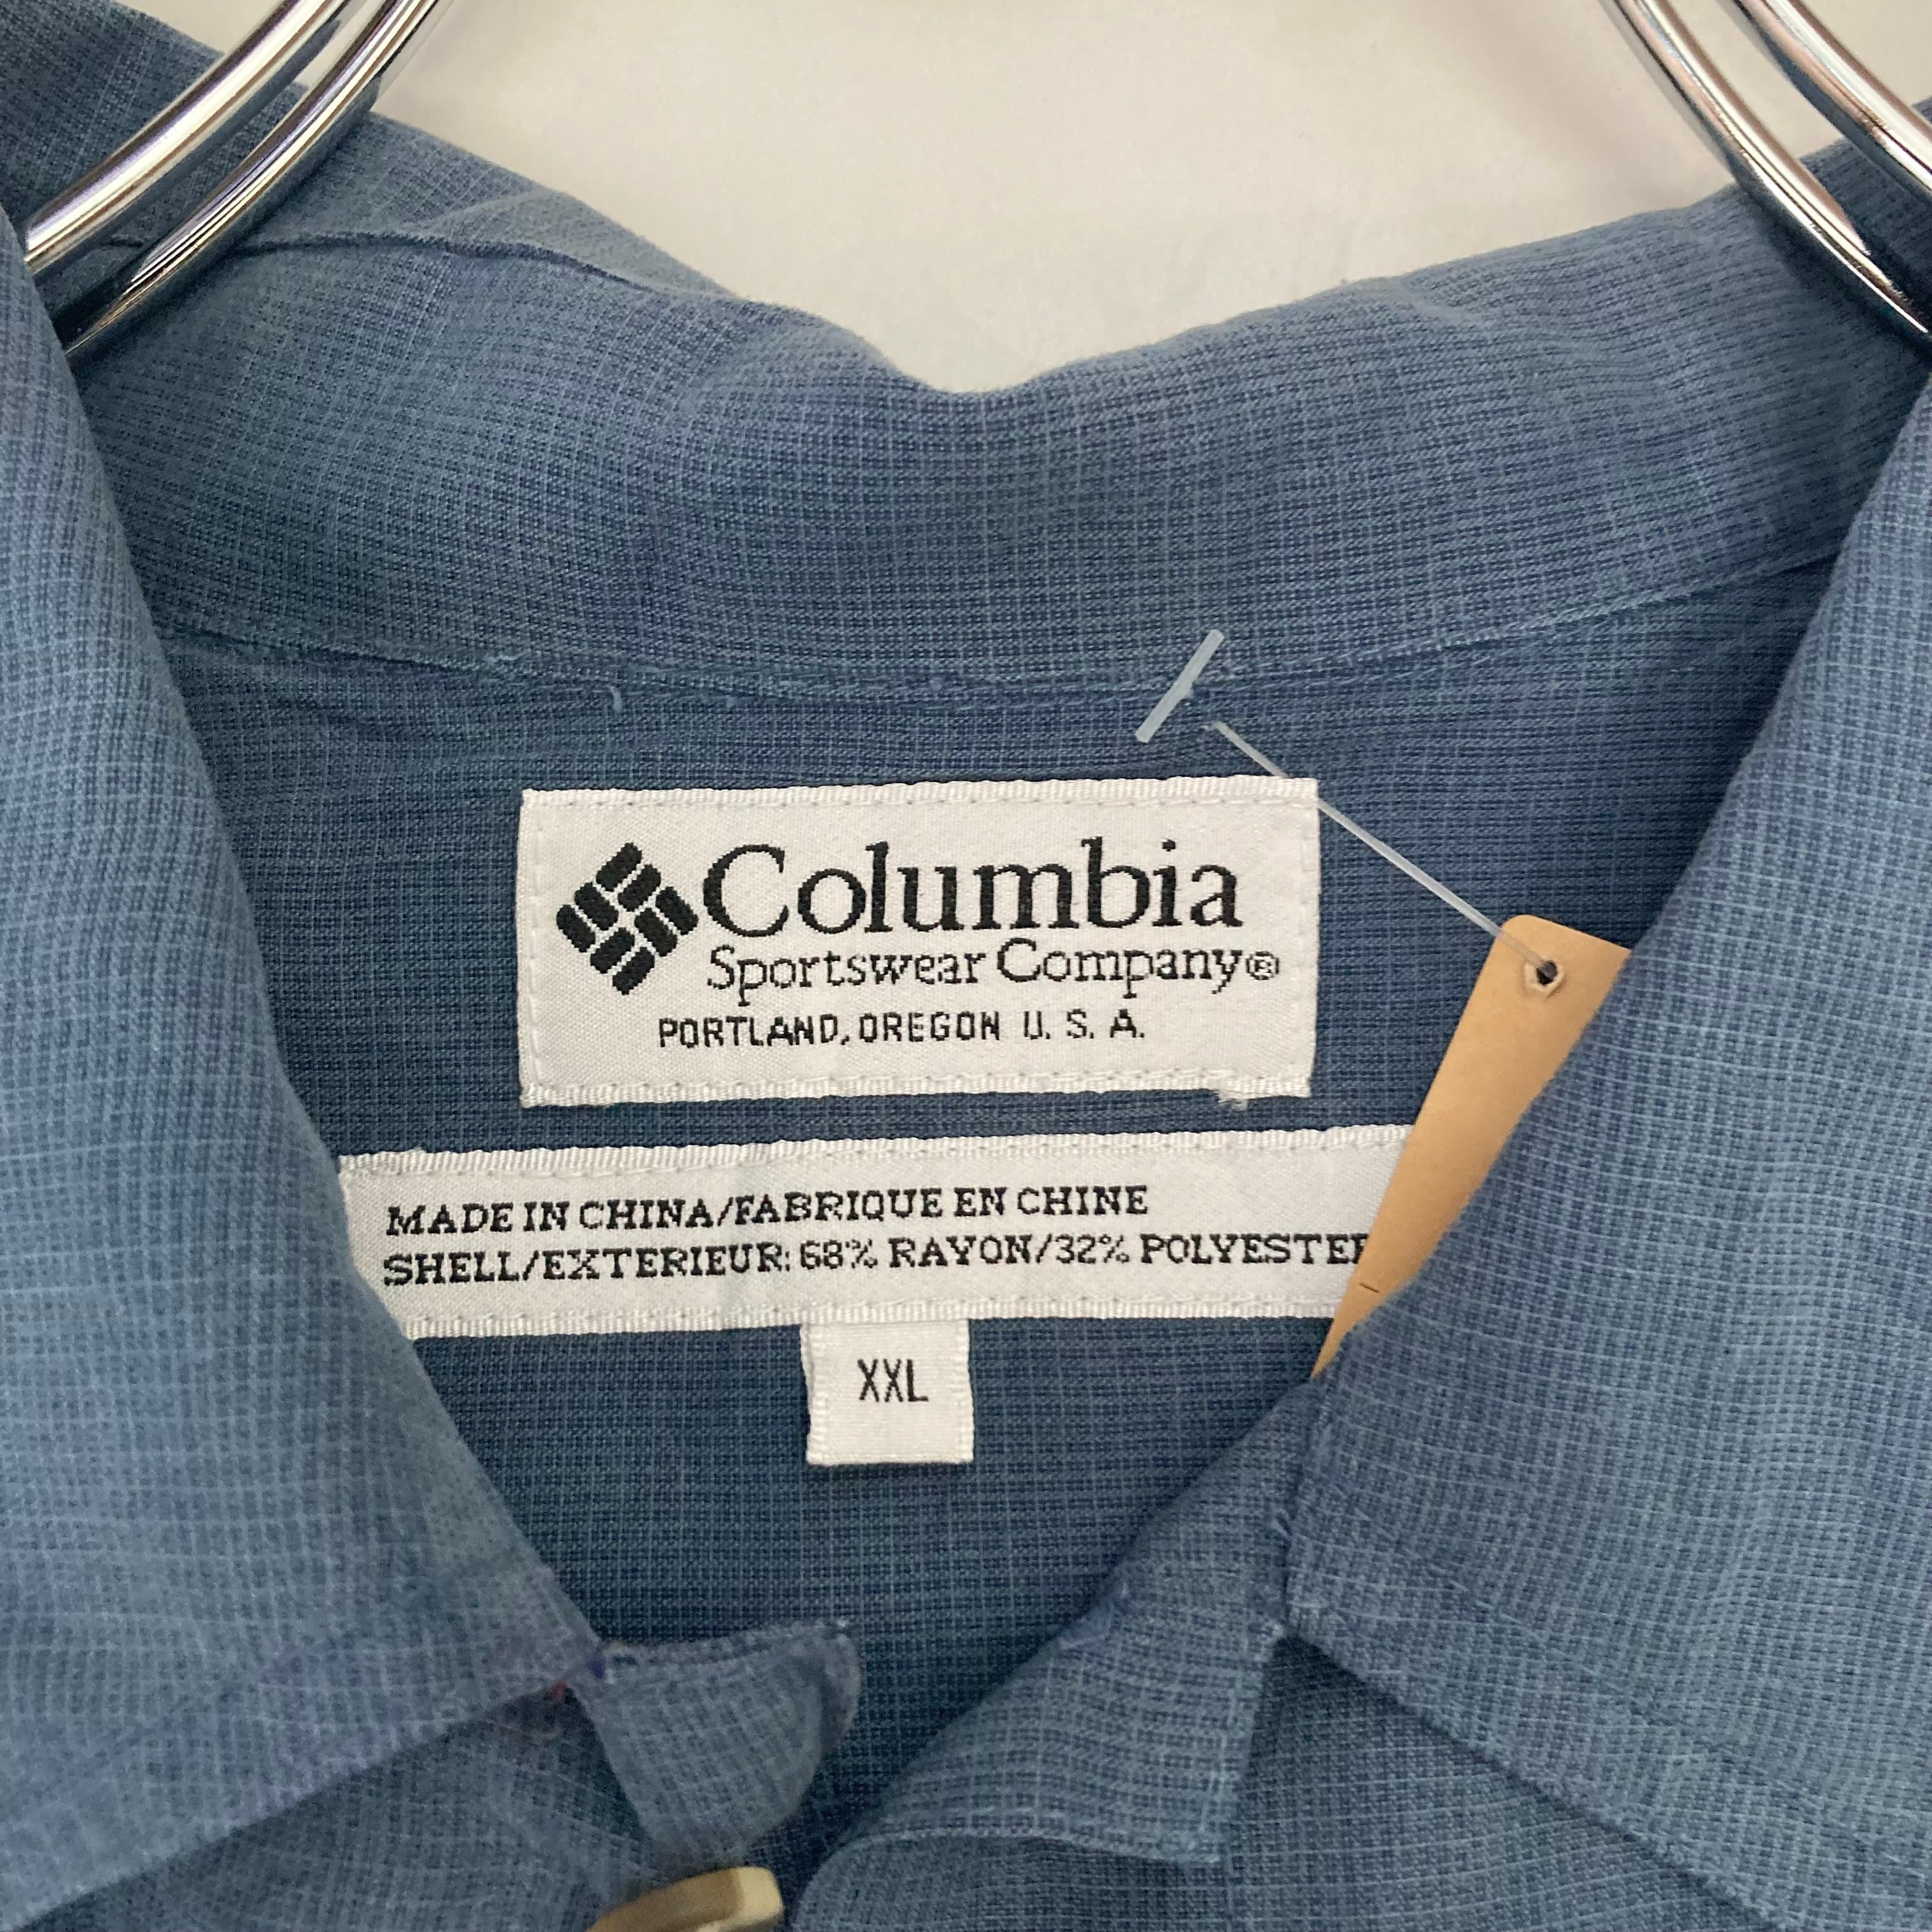 Columbia
Sportswear Company®
PORTLAND, OREGON U. S. A.
MADE IN CHINA/FABRIQUE EN CHINE
SHELL/EXTERIEUR: 68% RAYON/32% POLYESTER
XXL